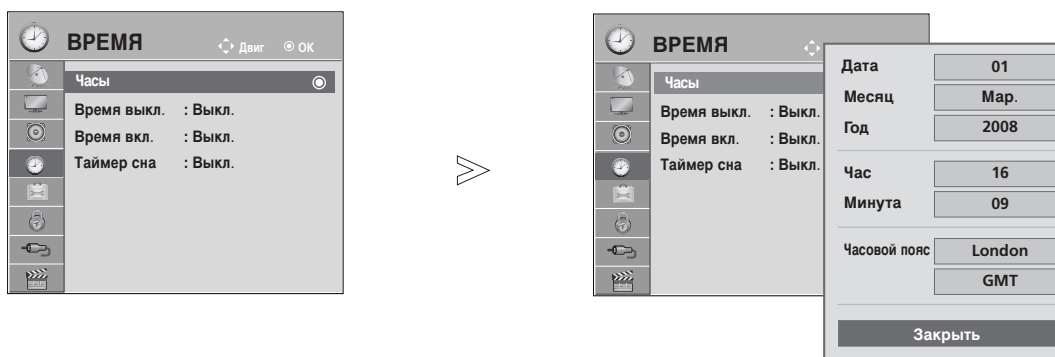 ВРЕМЯ Двиг OK
Часы
Время выкл. : Выкл.
Время вкл. : Выкл.
Таймер сна : Выкл.
ВРЕМЯ
Часы
Время выкл. : Выкл.
Время вкл. : Выкл.
Таймер сна : Выкл.
Дата 01
Месяц Мар.
Год 2008
Час 16
Минута 09
Часовой пояс London
GMT
Закрыть